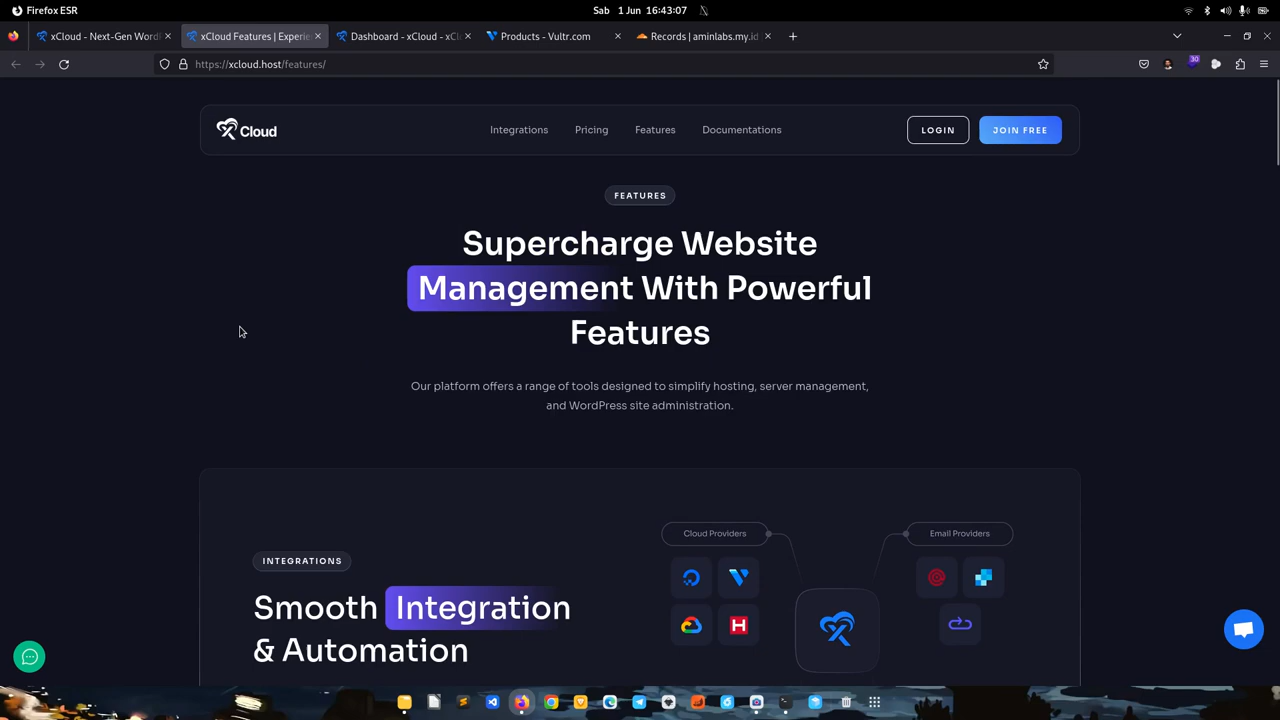 Firefox ESR
Sab 1 Jun 16:43:07
xCloud - Next-Gen Word
xCloud Features | Experie
Dashboard - xCloud - xCl
Products - Vultr.com
Records | aminlabs.my.id
https://xcloud.host/features/
30
Cloud
Integrations
Pricing
Features
Documentations
LOGIN
JOIN FREE
FEATURES
Supercharge Website
Management With Powerful
Features
Our platform offers a range of tools designed to simplify hosting, server management,
and WordPress site administration.
Cloud Providers
Email Providers
INTEGRATIONS
Smooth Integration
& Automation